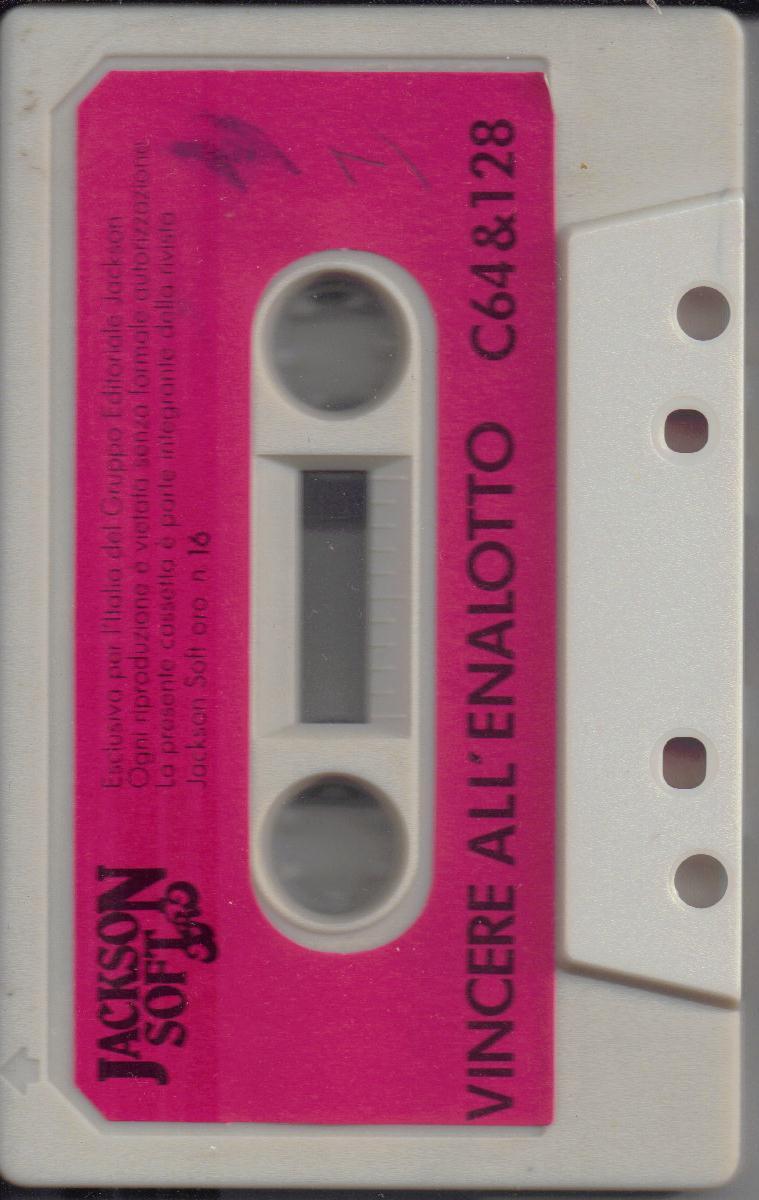 JACKSON
SOFT
ORO
Esclusiva per l'Italia del Gruppo Editoriale Jackson
Ogni riproduzione è vietata senza formale autorizzazione
La presente cassetta è parte integrante della rivista
Jackson Soft oro n. 16
VINCERE ALL'ENALOTTO C64&128